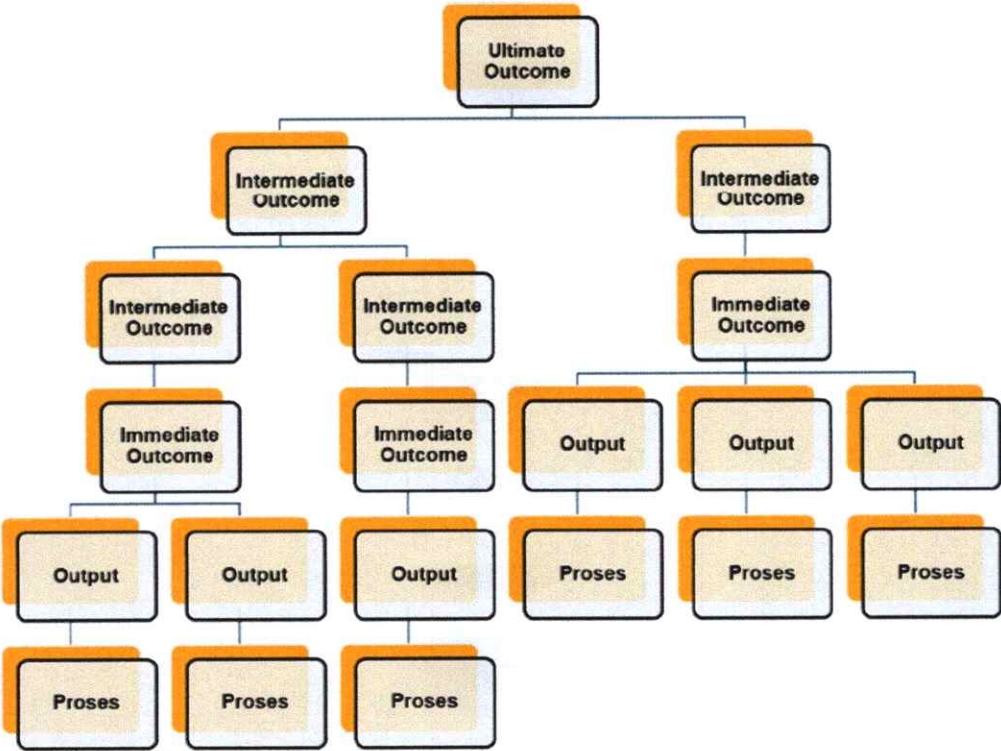 Ultimate
Outcome
Intermediate
Outcome
Intermediate
Outcome
Intermediate
Outcome
Intermediate
Outcome
Immediate
Outcome
Immediate
Outcome
Immediate
Outcome
Output
Output
Output
Output
Output
Output
Proses
Proses
Proses
Proses
Proses
Proses